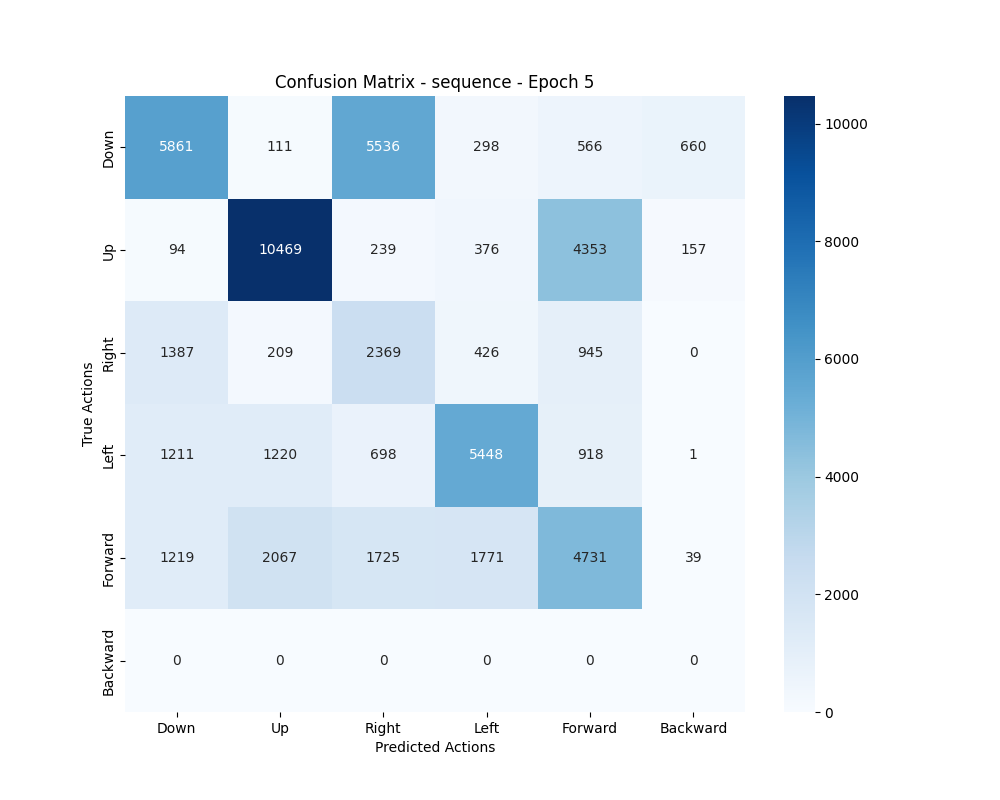 Confusion Matrix - sequence - Epoch 5
True Actions
Down 5861 111 5536 298 566 660
Up 94 10469 239 376 4353 157
Right 1387 209 2369 426 945 0
Left 1211 1220 698 5448 918 1
Forward 1219 2067 1725 1771 4731 39
Backward 0 0 0 0 0 0
Down Up Right Left Forward Backward
Predicted Actions
10000
8000
6000
4000
2000
0